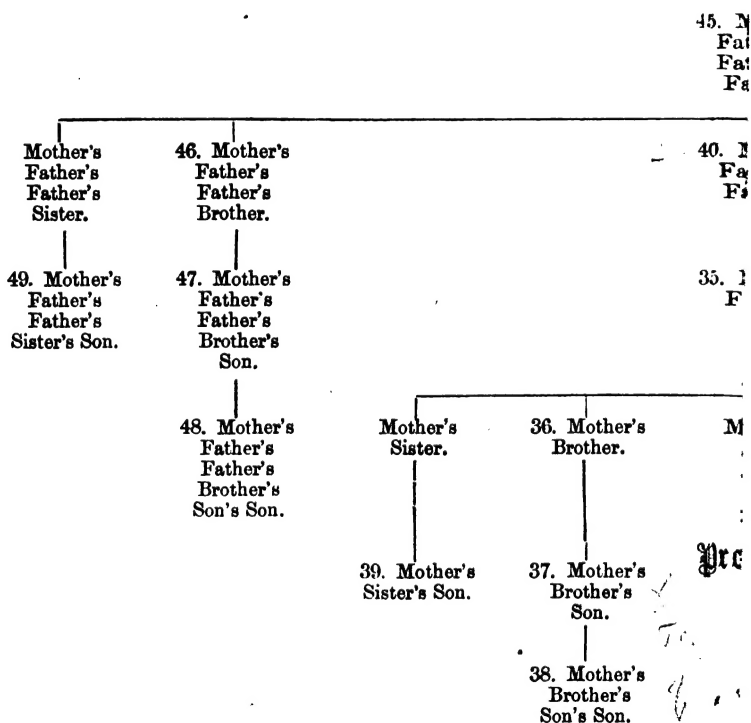 45.
Mother's
Father's
Father's
Sister.
46. Mother's
Father's
Father's
Brother.
40.
49. Mother's
Father's
Father's
Sister's Son.
47. Mother's
Father's
Father's
Brother's
Son.
35.
48. Mother's
Father's
Father's
Brother's
Son's Son.
Mother's
Sister.
36. Mother's
Brother.
39. Mother's
Sister's Son.
37. Mother's
Brother's
Son.
38. Mother's
Brother's
Son's Son.